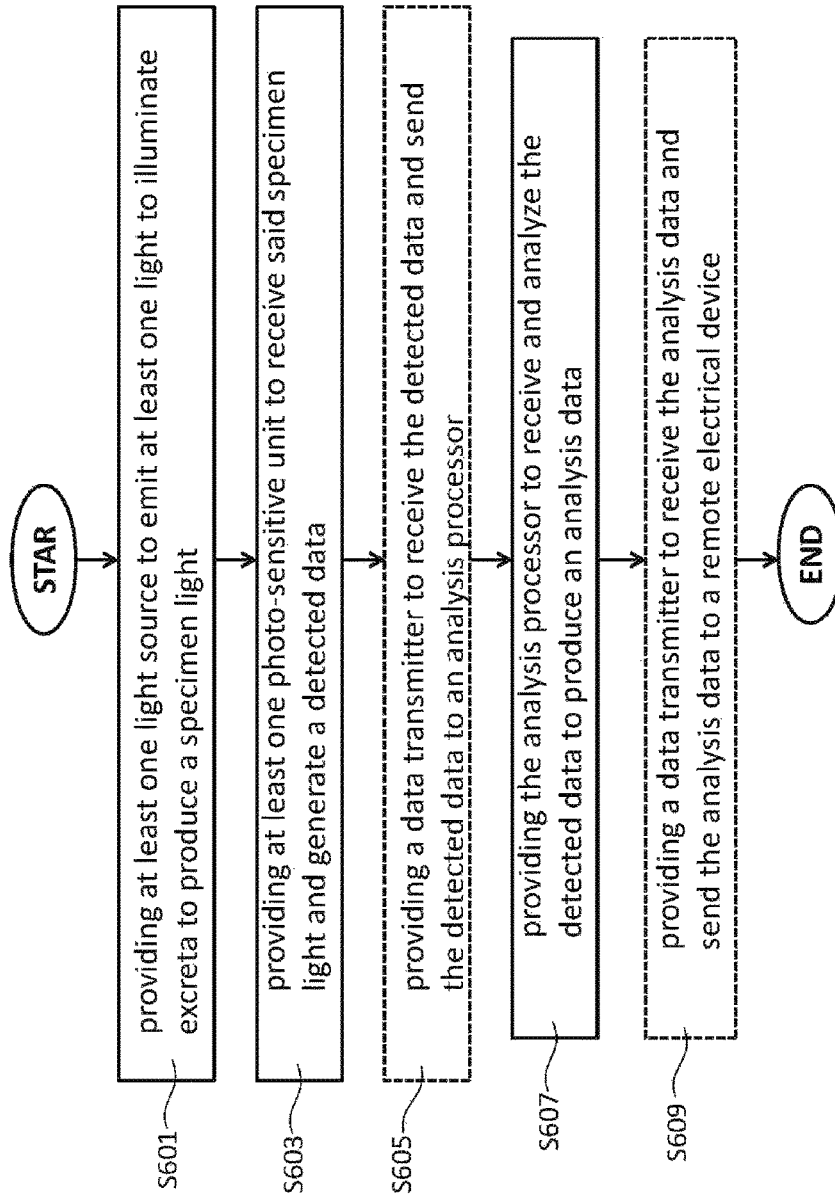 STAR
S601
providing at least one light source to emit at least one light to illuminate
excreta to produce a specimen light
S603
providing at least one photo-sensitive unit to receive said specimen
light and generate a detected data
S605
providing a data transmitter to receive the detected data and send
the detected data to an analysis processor
S607
providing the analysis processor to receive and analyze the
detected data to produce an analysis data
S609
providing a data transmitter to receive the analysis data and
send the analysis data to a remote electrical device
END